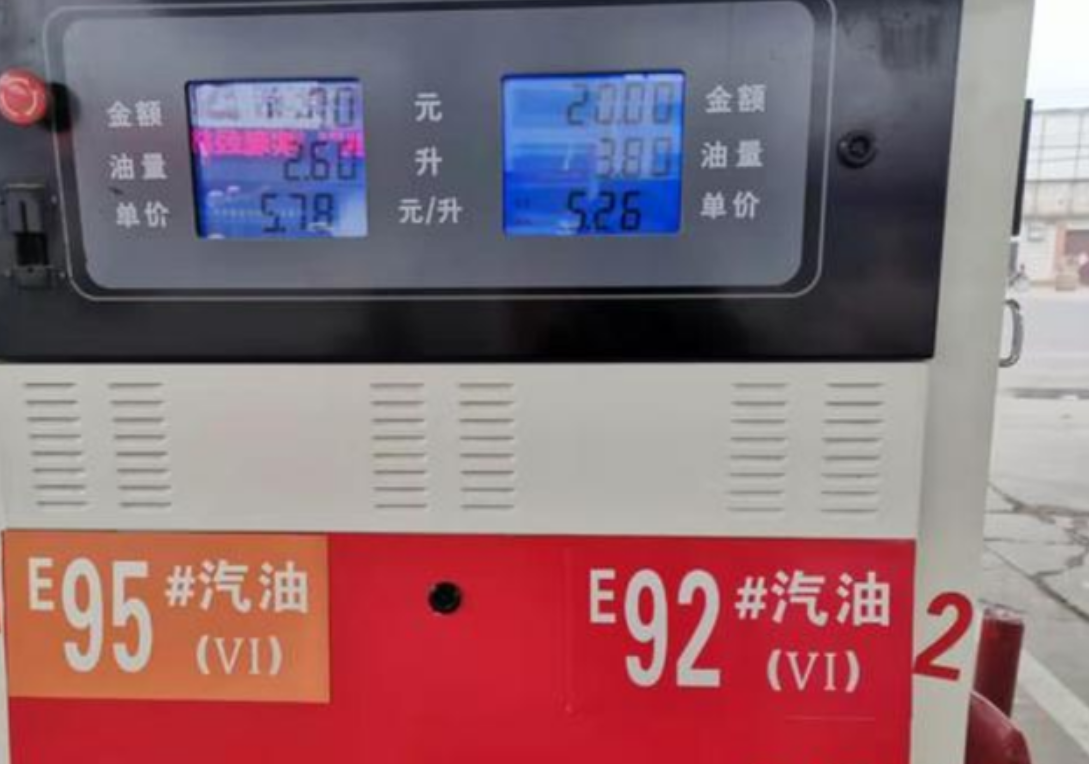 金额 元 20.00 金额
油量 2.60 升 3.80 油量
单价 5.78 元/升 5.26 单价
E95#汽油
(VI)
E92#汽油
(VI)
2